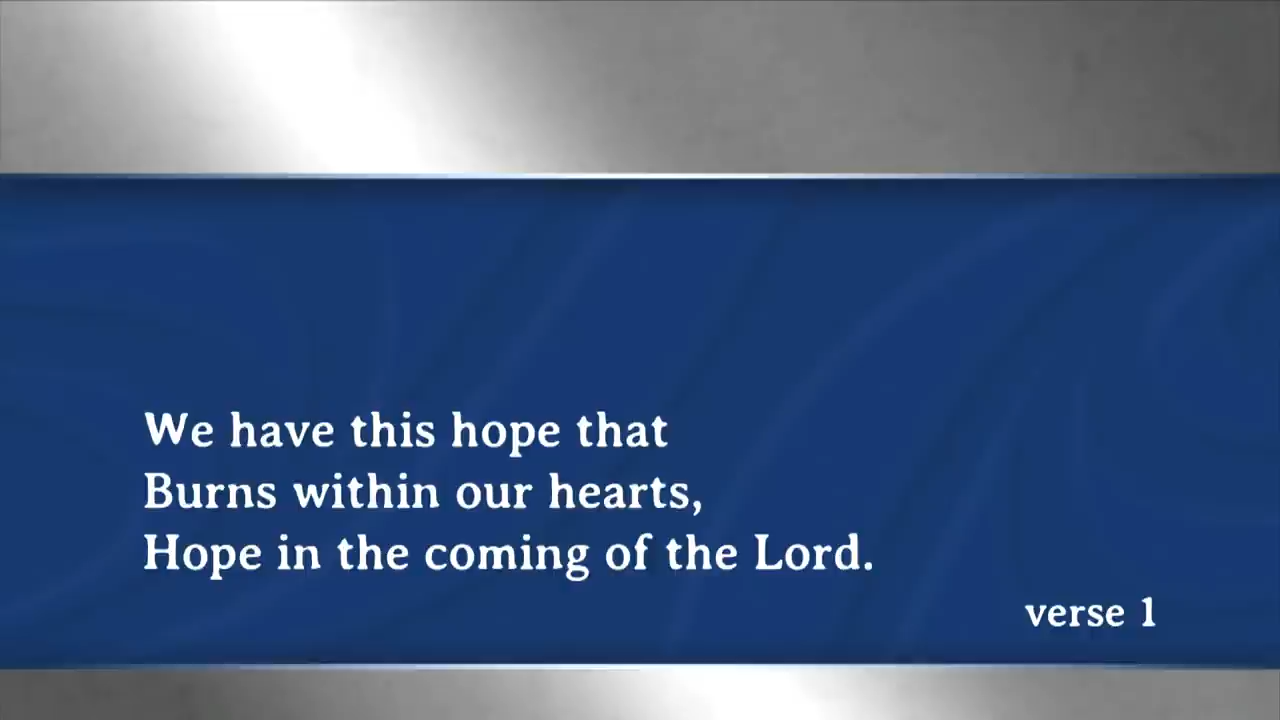 We have this hope that
Burns within our hearts,
Hope in the coming of the Lord.
verse 1